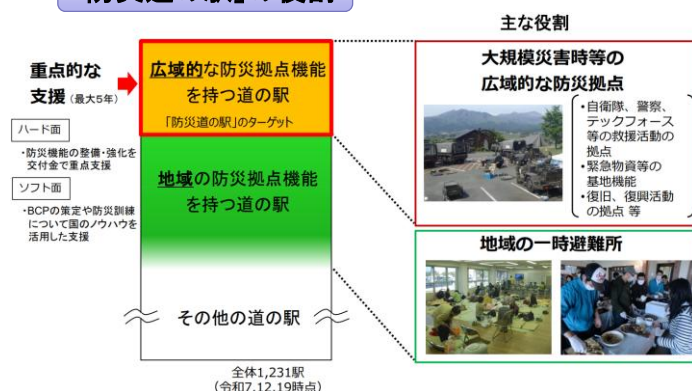 主な役割
重点的な
支援（最大5年）
ハード面
・防災機能の整備・強化を
交付金で重点支援
ソフト面
・BCPの策定や防災訓練
について国のノウハウを
活用した支援
広域的な防災拠点機能
を持つ道の駅
「防災道の駅」のターゲット
地域の防災拠点機能
を持つ道の駅
その他の道の駅
全体1,231駅
（令和7.12.19時点）
大規模災害時等の
広域的な防災拠点
・自衛隊、警察、
テックフォース
等の救援活動の
拠点
・緊急物資等の
基地機能
・復旧、復興活動
の拠点 等
地域の一時避難所